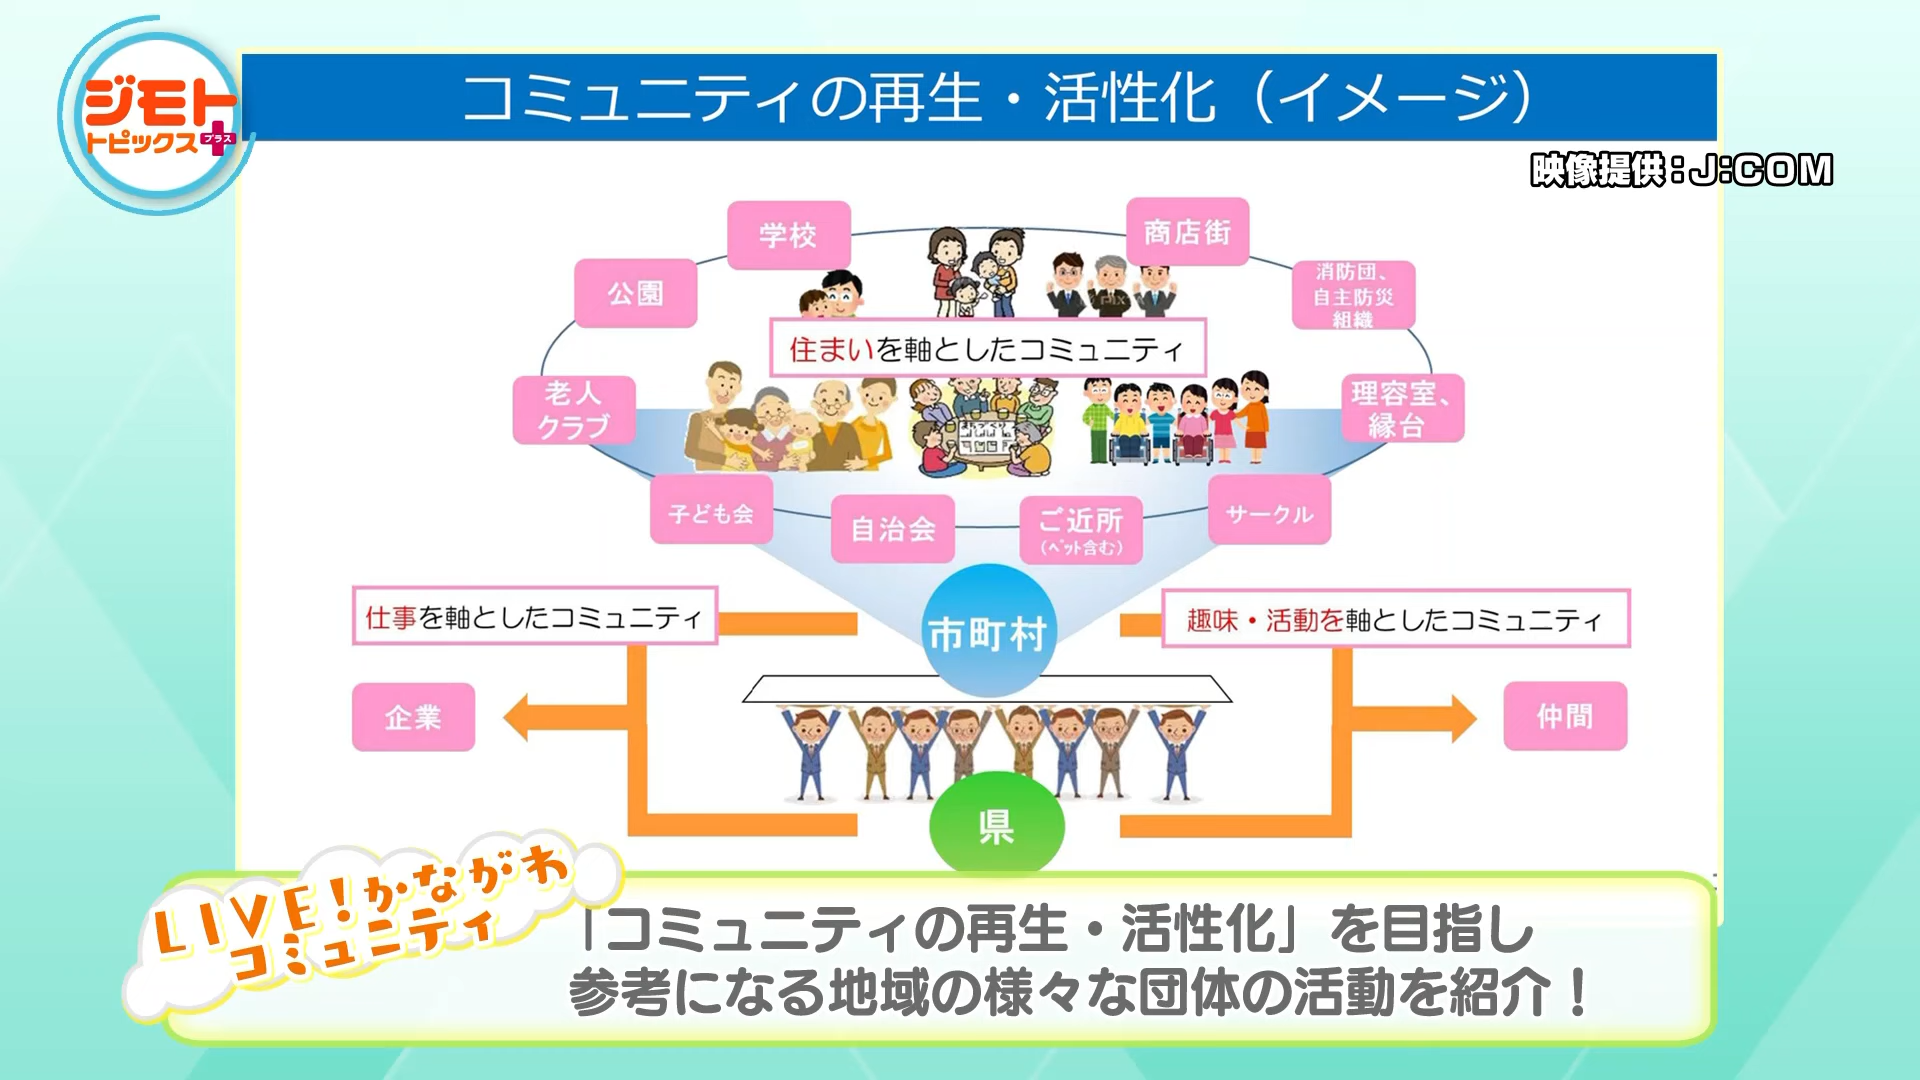 ジモト
トピックス
プラス
コミュニティの再生・活性化（イメージ）
映像提供：J:COM
学校
商店街
公園
消防団、
自主防災
組織
住まいを軸としたコミュニティ
老人
クラブ
理容室、
縁台
子ども会
自治会
ご近所
（ペット含む）
サークル
仕事を軸としたコミュニティ
市町村
趣味・活動を軸としたコミュニティ
企業
仲間
県
LIVE！かながわ
コミュニティ
「コミュニティの再生・活性化」を目指し
参考になる地域の様々な団体の活動を紹介！